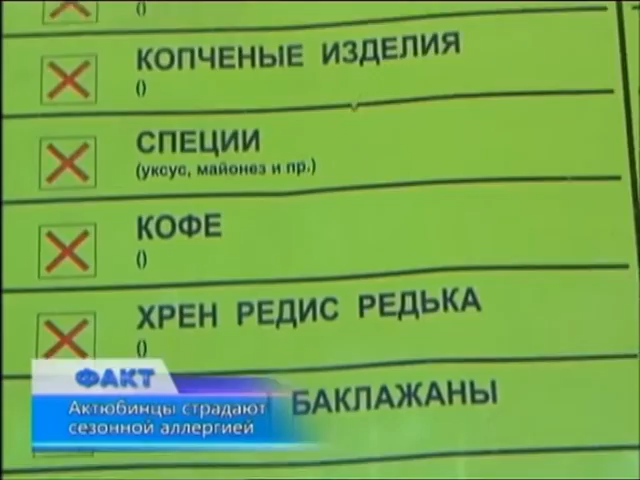 ()
КОПЧЕНЫЕ ИЗДЕЛИЯ
()
СПЕЦИИ
(уксус, майонез и пр.)
КОФЕ
()
ХРЕН РЕДИС РЕДЬКА
()
БАКЛАЖАНЫ
ФАКТ
Актюбинцы страдают
сезонной аллергией